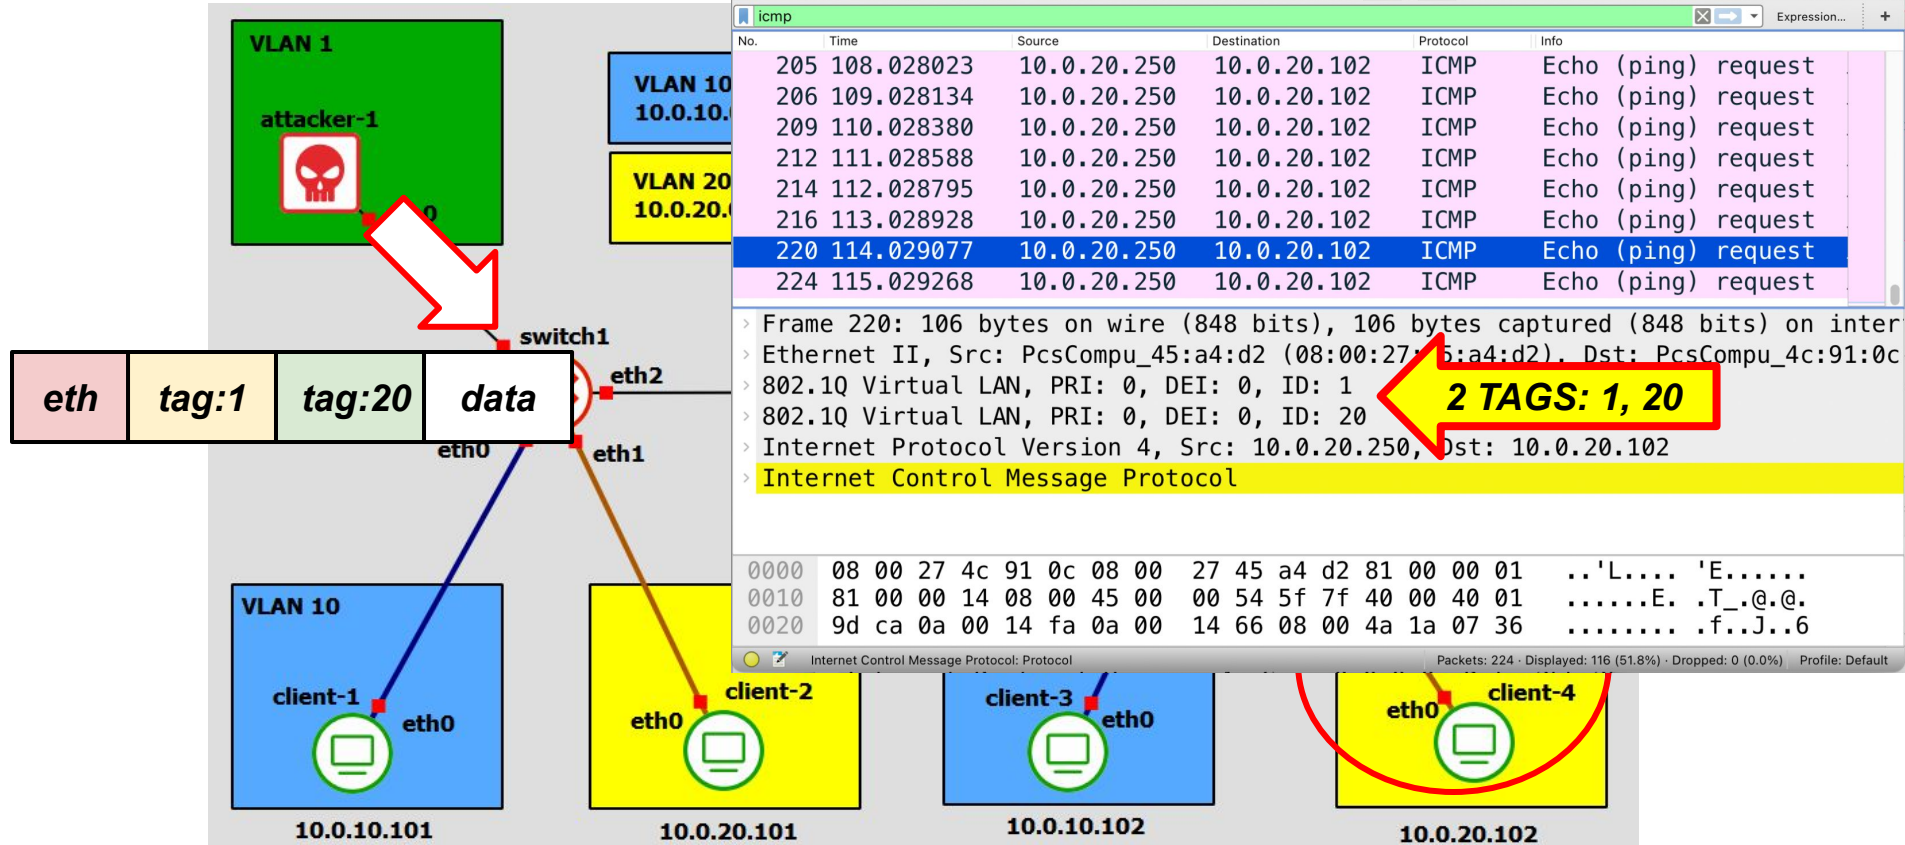 VLAN 1
attacker-1
0
VLAN 10
10.0.10.
VLAN 20
10.0.20.
icmp
Expression...
+
No. Time Source Destination Protocol Info
205 108.028023 10.0.20.250 10.0.20.102 ICMP Echo (ping) request
206 109.028134 10.0.20.250 10.0.20.102 ICMP Echo (ping) request
209 110.028380 10.0.20.250 10.0.20.102 ICMP Echo (ping) request
212 111.028588 10.0.20.250 10.0.20.102 ICMP Echo (ping) request
214 112.028795 10.0.20.250 10.0.20.102 ICMP Echo (ping) request
216 113.028928 10.0.20.250 10.0.20.102 ICMP Echo (ping) request
220 114.029077 10.0.20.250 10.0.20.102 ICMP Echo (ping) request
224 115.029268 10.0.20.250 10.0.20.102 ICMP Echo (ping) request
Frame 220: 106 bytes on wire (848 bits), 106 bytes captured (848 bits) on inter
Ethernet II, Src: PcsCompu_45:a4:d2 (08:00:27: :a4:d2), Dst: PcsCompu_4c:91:0c
802.1Q Virtual LAN, PRI: 0, DEI: 0, ID: 1
802.1Q Virtual LAN, PRI: 0, DEI: 0, ID: 20
Internet Protocol Version 4, Src: 10.0.20.250, Dst: 10.0.20.102
Internet Control Message Protocol
2 TAGS: 1, 20
0000 08 00 27 4c 91 0c 08 00 27 45 a4 d2 81 00 00 01 ..'L.... 'E......
0010 81 00 00 14 08 00 45 00 00 54 5f 7f 40 00 40 01 ......E. .T_.@.@.
0020 9d ca 0a 00 14 fa 0a 00 14 66 08 00 4a 1a 07 36 ........ .f..J..6
Internet Control Message Protocol: Protocol
Packets: 224 · Displayed: 116 (51.8%) · Dropped: 0 (0.0%)
Profile: Default
switch1
eth2
eth tag:1 tag:20 data
eth0
eth1
VLAN 10
client-1
eth0
10.0.10.101
client-2
eth0
10.0.20.101
client-3
eth0
10.0.10.102
client-4
eth0
10.0.20.102